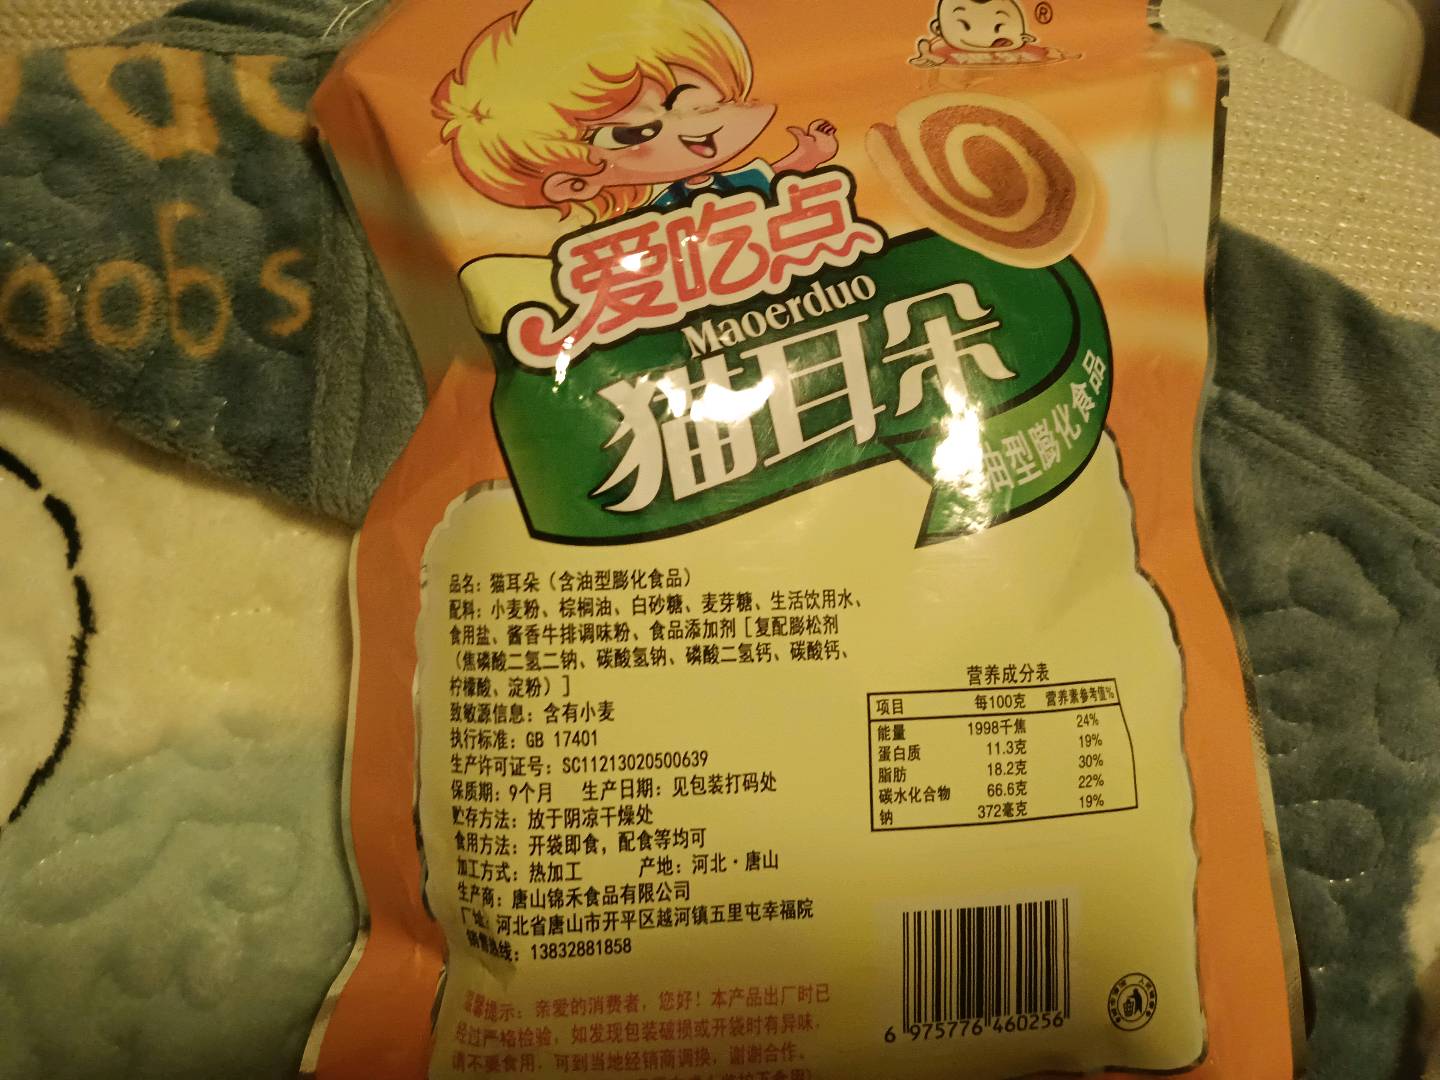 ®
爱吃点
Maoerduo
猫耳朵
油型膨化食品
oobs
品名：猫耳朵（含油型膨化食品）
配料：小麦粉、棕榈油、白砂糖、麦芽糖、生活饮用水、
食用盐、酱香牛排调味粉、食品添加剂［复配膨松剂
（焦磷酸二氢二钠、碳酸氢钠、磷酸二氢钙、碳酸钙、
柠檬酸、淀粉）］
致敏源信息：含有小麦
执行标准：GB 17401
生产许可证号：SC11213020500639
保质期：9个月 生产日期：见包装打码处
贮存方法：放于阴凉干燥处
食用方法：开袋即食，配食等均可
加工方式：热加工 产地：河北·唐山
生产商：唐山锦禾食品有限公司
厂址：河北省唐山市开平区越河镇五里屯幸福院
销售热线：13832881858
营养成分表
项目 每100克 营养素参考值%
能量 1998千焦 24%
蛋白质 11.3克 19%
脂肪 18.2克 30%
碳水化合物 66.6克 22%
钠 372毫克 19%
温馨提示：亲爱的消费者，您好！本产品出厂时已
经过严格检验，如发现包装破损或开袋时有异味，
请不要食用，可到当地经销商调换，谢谢合作。
6 975776 460256